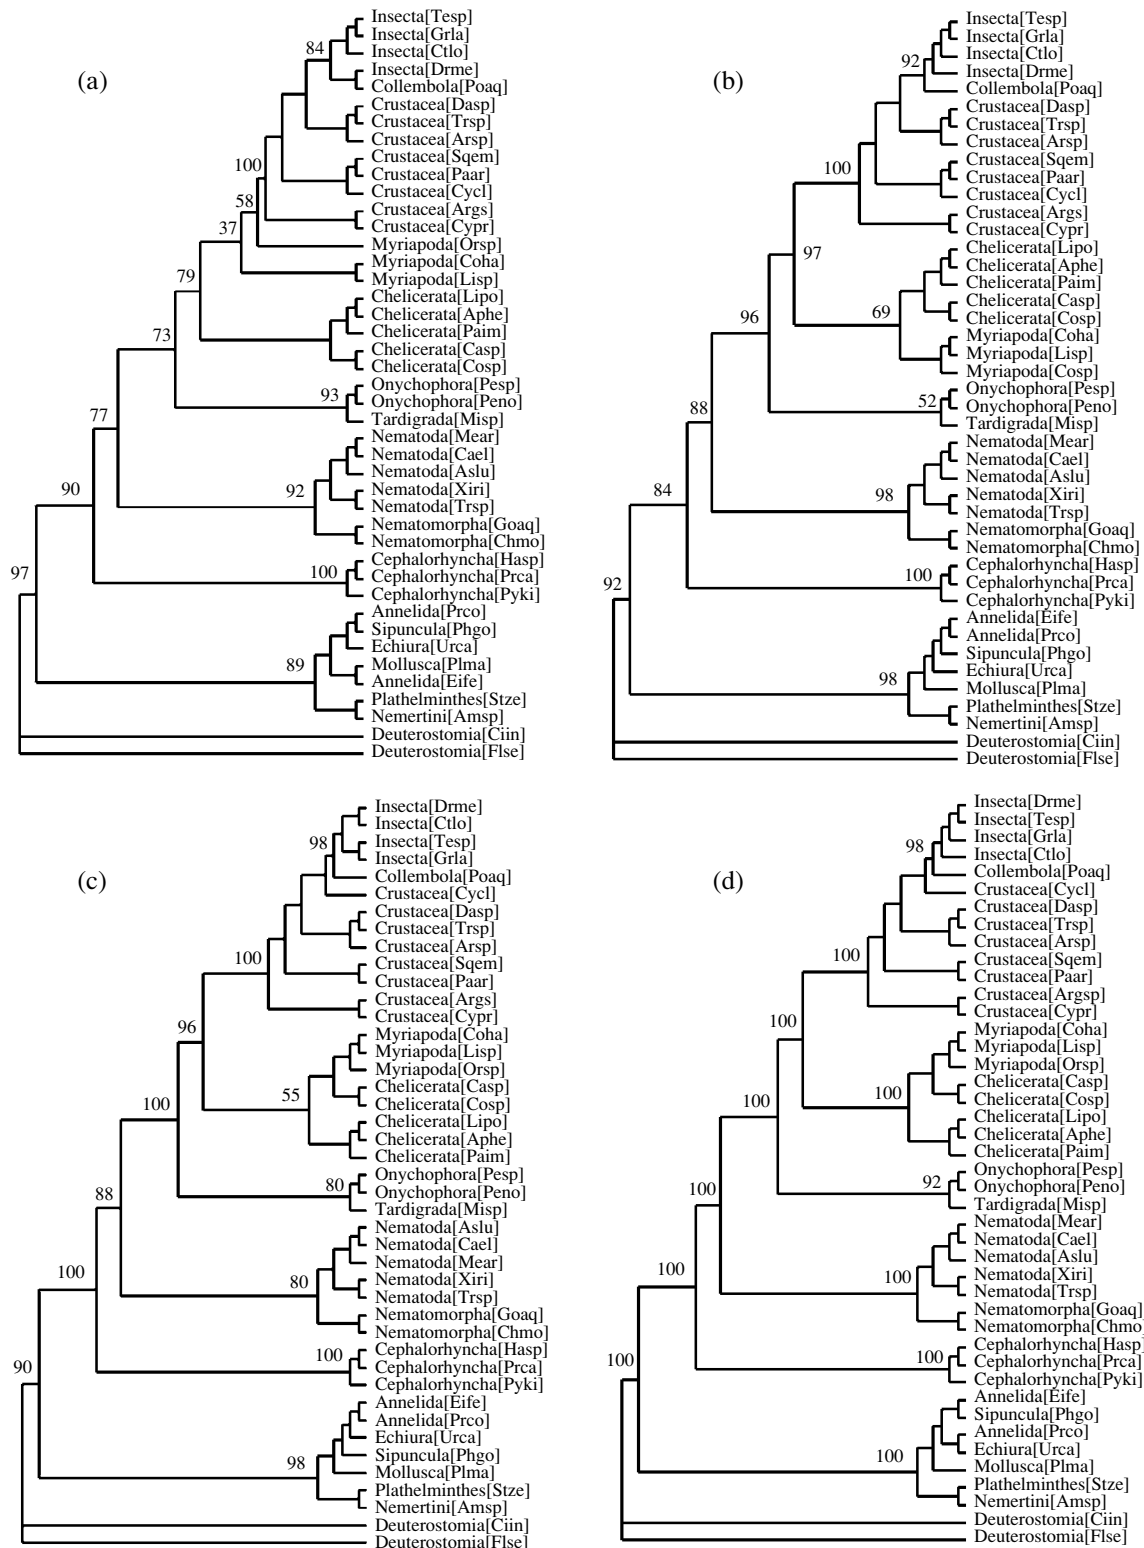 Insecta[Tesp]
Insecta[Grla]
84
Insecta[Ctlo]
Insecta[Drme]
(a)
Collembola[Poaq]
Crustacea[Dasp]
Crustacea[Trsp]
Crustacea[Arsp]
Crustacea[Sqem]
100
Crustacea[Paar]
Crustacea[Cycl]
58
Crustacea[Args]
37
Crustacea[Cypr]
Myriapoda[Orsp]
Myriapoda[Coha]
79
Myriapoda[Lisp]
Chelicerata[Lipo]
Chelicerata[Aphe]
73
Chelicerata[Paim]
Chelicerata[Casp]
Chelicerata[Cosp]
Onychophora[Pesp]
93
Onychophora[Peno]
77
Tardigrada[Misp]
Nematoda[Mear]
Nematoda[Cael]
Nematoda[Aslu]
90
92
Nematoda[Xiri]
Nematoda[Trsp]
Nematomorpha[Goaq]
Nematomorpha[Chmo]
Cephalorhyncha[Hasp]
97
100
Cephalorhyncha[Prca]
Cephalorhyncha[Pyki]
Annelida[Prco]
Sipuncula[Phgo]
Echiura[Urca]
89
Mollusca[Plma]
Annelida[Eife]
Plathelminthes[Stze]
Nemertini[Amsp]
Deuterostomia[Ciin]
Deuterostomia[Flse]
Insecta[Tesp]
Insecta[Grla]
92
Insecta[Ctlo]
Insecta[Drme]
(b)
Collembola[Poaq]
Crustacea[Dasp]
Crustacea[Trsp]
Crustacea[Arsp]
Crustacea[Sqem]
100
Crustacea[Paar]
Crustacea[Cycl]
Crustacea[Args]
Crustacea[Cypr]
Chelicerata[Lipo]
97
Chelicerata[Aphe]
Chelicerata[Paim]
Chelicerata[Casp]
96
69
Chelicerata[Cosp]
Myriapoda[Coha]
Myriapoda[Lisp]
Myriapoda[Cosp]
Onychophora[Pesp]
88
52
Onychophora[Peno]
Tardigrada[Misp]
Nematoda[Mear]
Nematoda[Cael]
Nematoda[Aslu]
84
98
Nematoda[Xiri]
Nematoda[Trsp]
Nematomorpha[Goaq]
Nematomorpha[Chmo]
Cephalorhyncha[Hasp]
92
100
Cephalorhyncha[Prca]
Cephalorhyncha[Pyki]
Annelida[Eife]
Annelida[Prco]
Sipuncula[Phgo]
Echiura[Urca]
98
Mollusca[Plma]
Plathelminthes[Stze]
Nemertini[Amsp]
Deuterostomia[Ciin]
Deuterostomia[Flse]
Insecta[Drme]
Insecta[Ctlo]
98
Insecta[Tesp]
Insecta[Grla]
(c)
Collembola[Poaq]
Crustacea[Cycl]
Crustacea[Dasp]
Crustacea[Trsp]
Crustacea[Arsp]
100
Crustacea[Sqem]
Crustacea[Paar]
Crustacea[Args]
Crustacea[Cypr]
96
Myriapoda[Coha]
Myriapoda[Lisp]
Myriapoda[Orsp]
Chelicerata[Casp]
100
55
Chelicerata[Cosp]
Chelicerata[Lipo]
Chelicerata[Aphe]
Chelicerata[Paim]
Onychophora[Pesp]
88
80
Onychophora[Peno]
Tardigrada[Misp]
Nematoda[Aslu]
Nematoda[Cael]
Nematoda[Mear]
100
80
Nematoda[Xiri]
Nematoda[Trsp]
Nematomorpha[Goaq]
Nematomorpha[Chmo]
Cephalorhyncha[Hasp]
90
100
Cephalorhyncha[Prca]
Cephalorhyncha[Pyki]
Annelida[Eife]
Annelida[Prco]
Echiura[Urca]
Sipuncula[Phgo]
98
Mollusca[Plma]
Plathelminthes[Stze]
Nemertini[Amsp]
Deuterostomia[Ciin]
Deuterostomia[Flse]
Insecta[Drme]
Insecta[Tesp]
98
Insecta[Grla]
Insecta[Ctlo]
(d)
Collembola[Poaq]
Crustacea[Cycl]
Crustacea[Dasp]
Crustacea[Trsp]
Crustacea[Arsp]
100
Crustacea[Sqem]
Crustacea[Paar]
Crustacea[Argsp]
Crustacea[Cypr]
100
Myriapoda[Coha]
Myriapoda[Lisp]
Myriapoda[Orsp]
Chelicerata[Casp]
100
100
Chelicerata[Cosp]
Chelicerata[Lipo]
Chelicerata[Aphe]
Chelicerata[Paim]
Onychophora[Pesp]
100
92
Onychophora[Peno]
Tardigrada[Misp]
Nematoda[Mear]
Nematoda[Cael]
Nematoda[Aslu]
100
100
Nematoda[Xiri]
Nematoda[Trsp]
Nematomorpha[Goaq]
Nematomorpha[Chmo]
Cephalorhyncha[Hasp]
100
100
Cephalorhyncha[Prca]
Cephalorhyncha[Pyki]
Annelida[Eife]
Sipuncula[Phgo]
Annelida[Prco]
Echiura[Urca]
100
Mollusca[Plma]
Plathelminthes[Stze]
Nemertini[Amsp]
Deuterostomia[Ciin]
Deuterostomia[Flse]